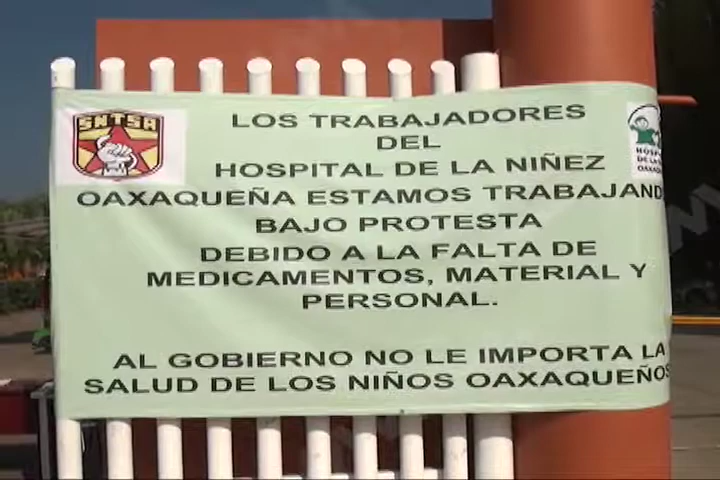 SNTSA
LOS TRABAJADORES
DEL
HOSPITAL DE LA NIÑEZ
OAXAQUEÑA ESTAMOS TRABAJAND
BAJO PROTESTA
DEBIDO A LA FALTA DE
MEDICAMENTOS, MATERIAL Y
PERSONAL.
AL GOBIERNO NO LE IMPORTA LA
SALUD DE LOS NIÑOS OAXAQUEÑOS